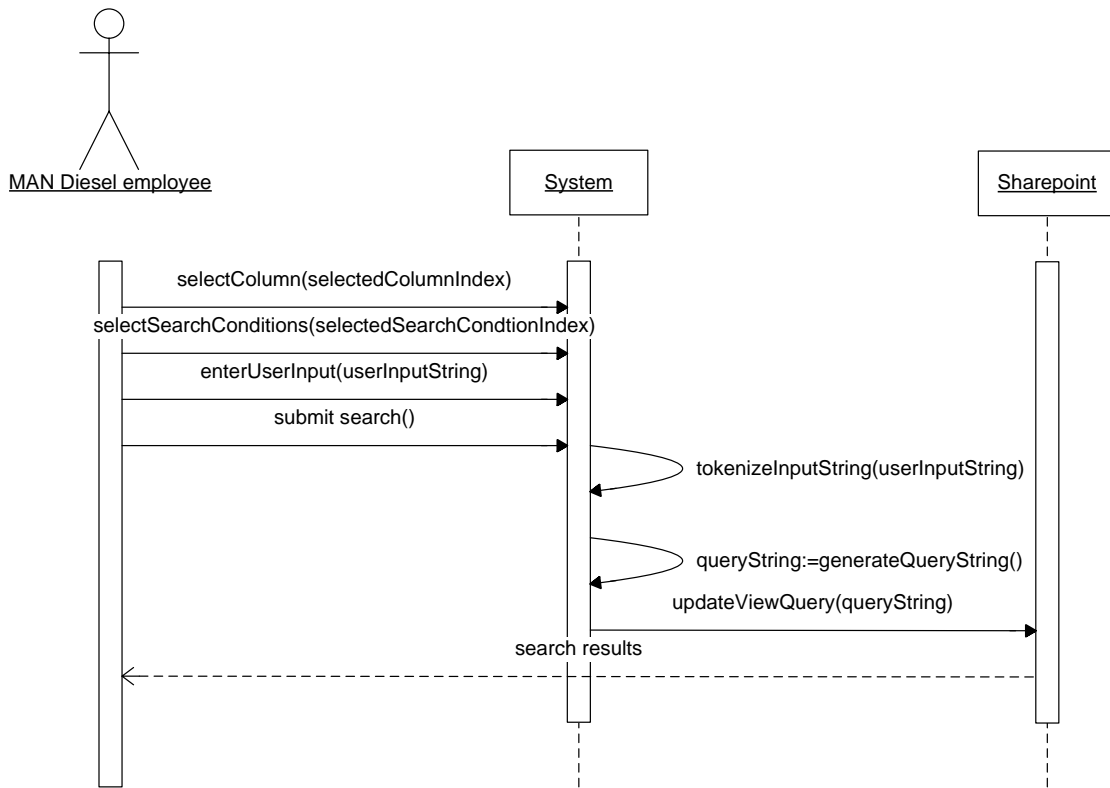 MAN Diesel employee
System
Sharepoint
selectColumn(selectedColumnIndex)
selectSearchConditions(selectedSearchCondtionIndex)
enterUserInput(userInputString)
submit search()
tokenizeInputString(userInputString)
queryString:=generateQueryString()
updateViewQuery(queryString)
search results